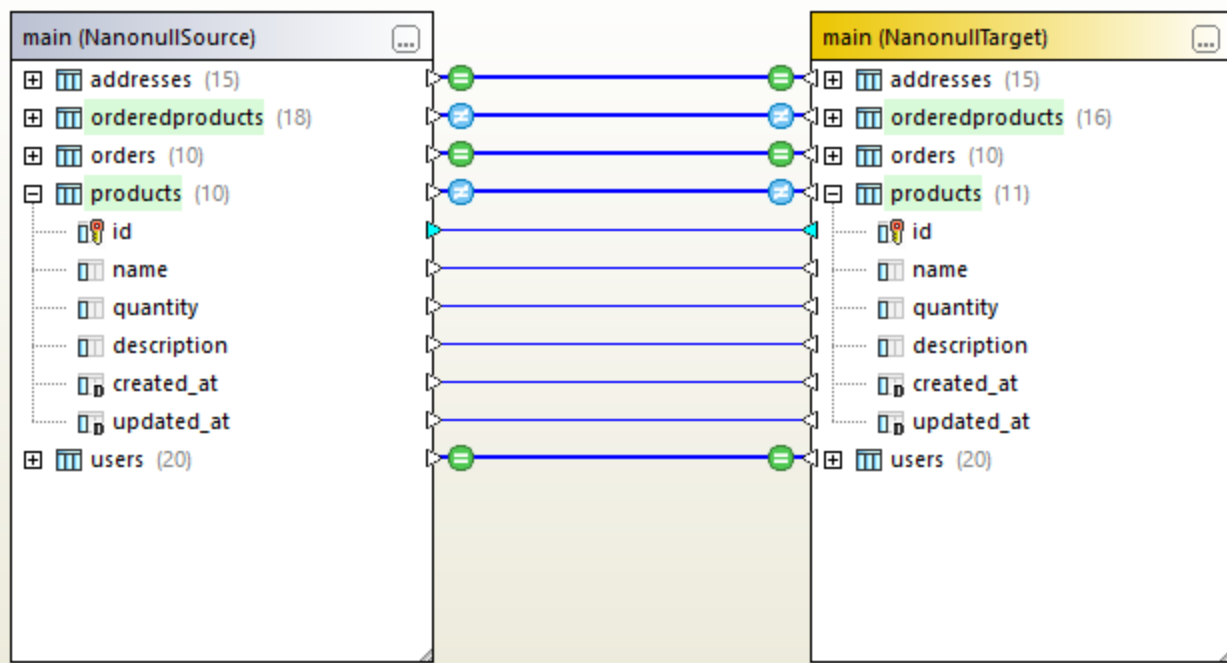 main (NanonullSource)
...
addresses (15)
orderedproducts (18)
orders (10)
products (10)
id
name
quantity
description
created_at
updated_at
users (20)
main (NanonullTarget)
...
addresses (15)
orderedproducts (16)
orders (10)
products (11)
id
name
quantity
description
created_at
updated_at
users (20)